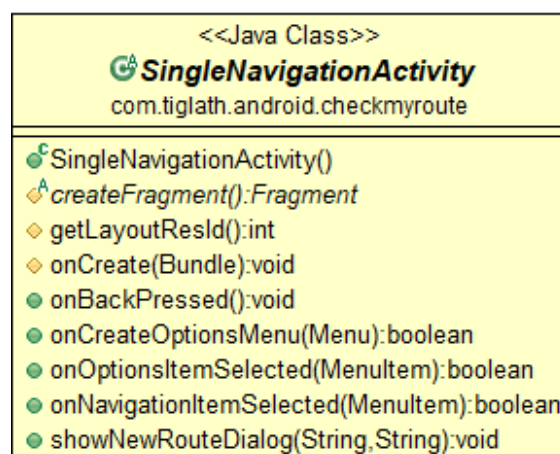 <<Java Class>>
SingleNavigationActivity
com.tiglath.android.checkmyroute
SingleNavigationActivity()
createFragment():Fragment
getLayoutResId():int
onCreate(Bundle):void
onBackPressed():void
onCreateOptionsMenu(Menu):boolean
onOptionsItemSelected(MenuItem):boolean
onNavigationItemSelected(MenuItem):boolean
showNewRouteDialog(String,String):void